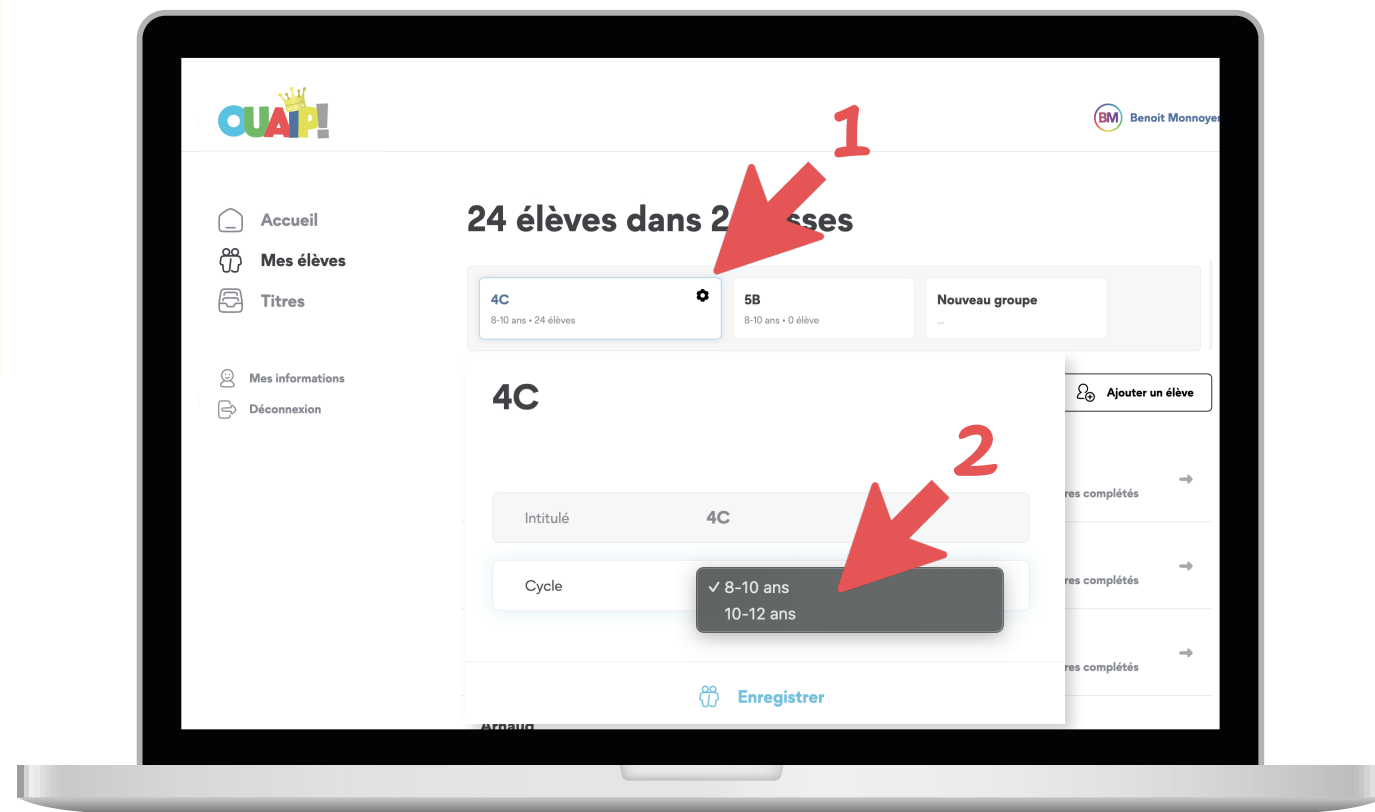 OUAIP!
BM Benoit Monnoyer
1
Accueil
Mes élèves
Titres
Mes informations
Déconnexion
24 élèves dans 2 sses
4C
8-10 ans • 24 élèves
5B
8-10 ans • 0 élève
Nouveau groupe
...
4C
Ajouter un élève
2
Intitulé 4C
Cycle
✓ 8-10 ans
10-12 ans
res complétés
res complétés
res complétés
Enregistrer
Arnaud